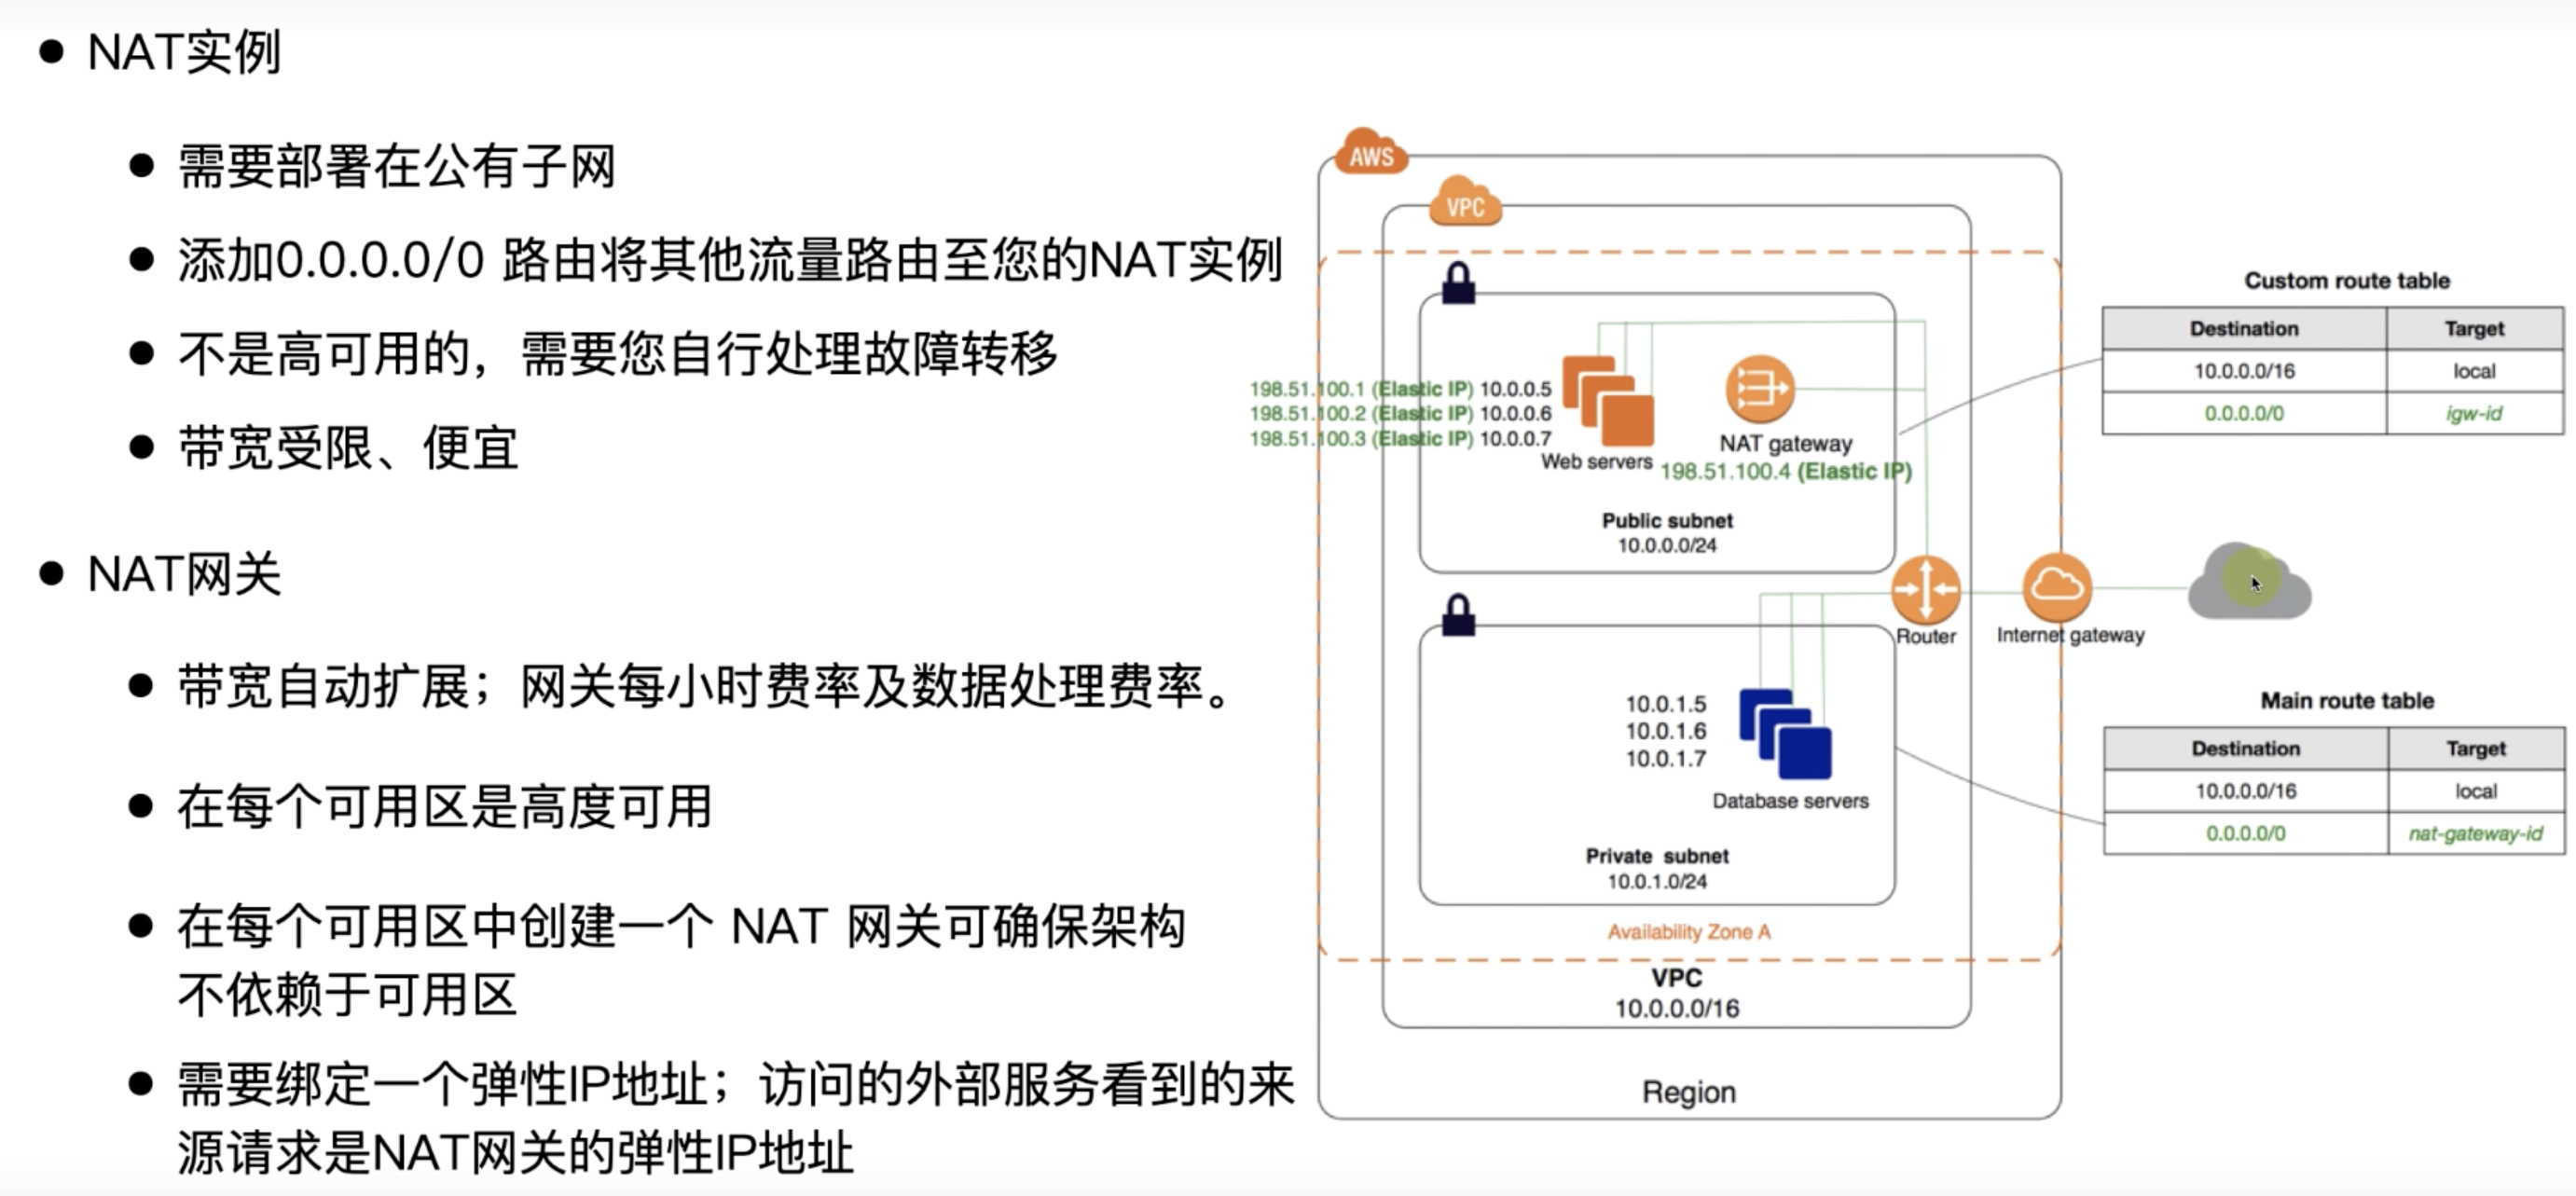 NAT实例
需要部署在公有子网
添加0.0.0.0/0 路由将其他流量路由至您的NAT实例
不是高可用的，需要您自行处理故障转移
带宽受限、便宜
NAT网关
带宽自动扩展；网关每小时费率及数据处理费率。
在每个可用区是高度可用
在每个可用区中创建一个 NAT 网关可确保架构
不依赖于可用区
需要绑定一个弹性IP地址；访问的外部服务看到的来
源请求是NAT网关的弹性IP地址
AWS
VPC
198.51.100.1 (Elastic IP) 10.0.0.5
198.51.100.2 (Elastic IP) 10.0.0.6
198.51.100.3 (Elastic IP) 10.0.0.7
Web servers
NAT gateway
198.51.100.4 (Elastic IP)
Public subnet
10.0.0.0/24
Router
Internet gateway
10.0.1.5
10.0.1.6
10.0.1.7
Database servers
Private subnet
10.0.1.0/24
Availability Zone A
VPC
10.0.0.0/16
Region
Custom route table
Destination Target
10.0.0.0/16 local
0.0.0.0/0 igw-id
Main route table
Destination Target
10.0.0.0/16 local
0.0.0.0/0 nat-gateway-id